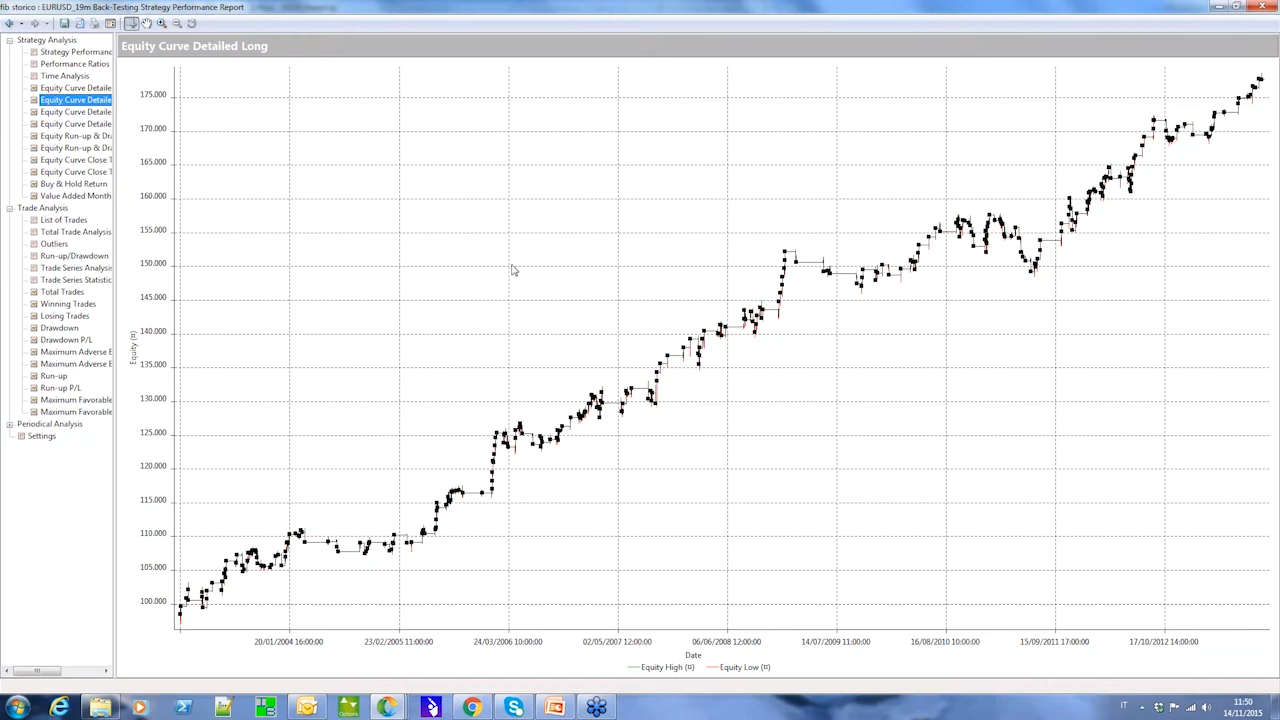 fib storico : EURUSD_19m Back-Testing Strategy Performance Report
Strategy Analysis
Strategy Performanc
Performance Ratios
Time Analysis
Equity Curve Detaile
Equity Curve Detaile
Equity Curve Detaile
Equity Curve Detaile
Equity Run-up & Dra
Equity Run-up & Dra
Equity Curve Close T
Equity Curve Close T
Buy & Hold Return
Value Added Month
Trade Analysis
List of Trades
Total Trade Analysis
Outliers
Run-up/Drawdown
Trade Series Analysi
Trade Series Statistic
Total Trades
Winning Trades
Losing Trades
Drawdown
Drawdown P/L
Maximum Adverse E
Maximum Adverse E
Run-up
Run-up P/L
Maximum Favorable
Maximum Favorable
Periodical Analysis
Settings
Equity Curve Detailed Long
175.000
170.000
165.000
160.000
155.000
150.000
145.000
140.000
135.000
130.000
125.000
120.000
115.000
110.000
105.000
100.000
Equity (¤)
20/01/2004 16:00:00
23/02/2005 11:00:00
24/03/2006 10:00:00
02/05/2007 12:00:00
06/06/2008 12:00:00
14/07/2009 11:00:00
16/08/2010 10:00:00
15/09/2011 17:00:00
17/10/2012 14:00:00
Date
Equity High (¤)
Equity Low (¤)
Options
IT
11:50
14/11/2015